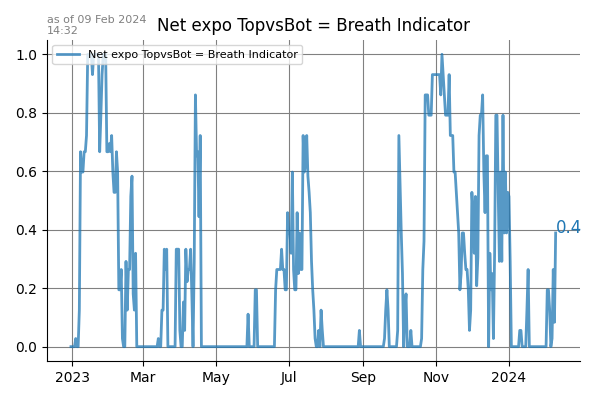 as of 09 Feb 2024
14:32
Net expo TopvsBot = Breath Indicator
Net expo TopvsBot = Breath Indicator
1.0
0.8
0.6
0.4
0.2
0.0
0.4
2023 Mar May Jul Sep Nov 2024